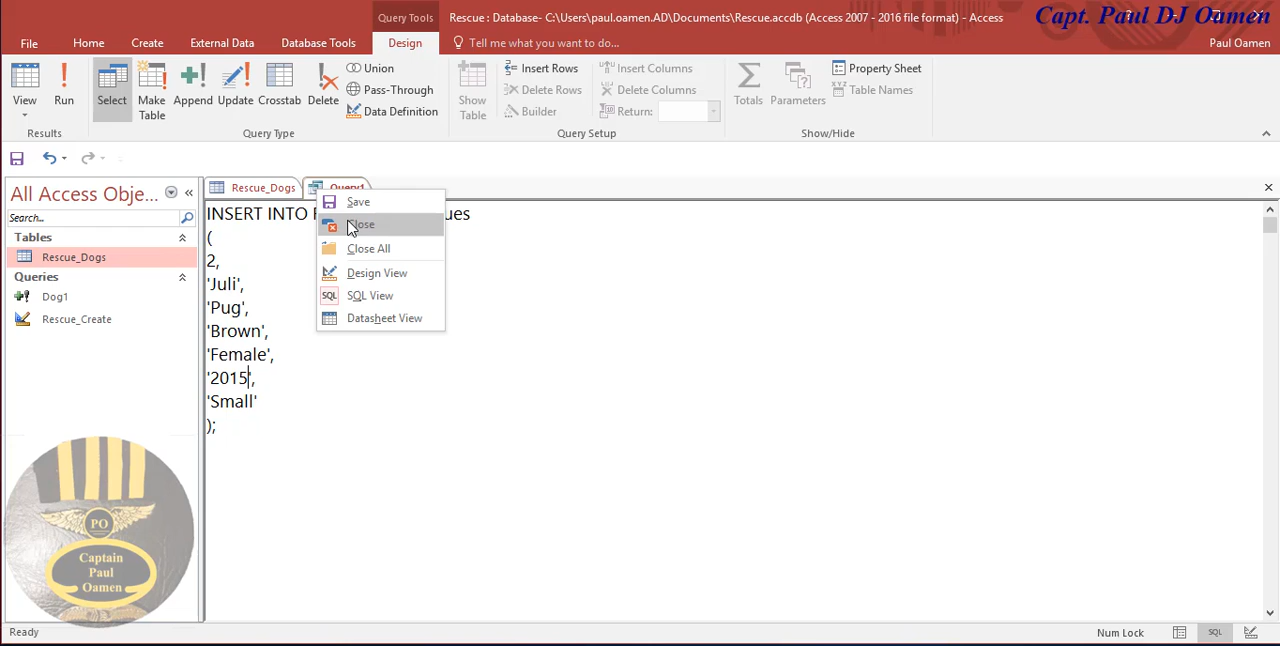 Query Tools
Rescue : Database- C:\Users\paul.oamen.AD\Documents\Rescue.accdb (Access 2007 - 2016 file format) - Access
Capt. Paul DJ Oamen
File
Home
Create
External Data
Database Tools
Design
Tell me what you want to do...
Paul Oamen
View
Run
Select
Make
Table
Append
Update
Crosstab
Delete
Union
Pass-Through
Data Definition
Show
Table
Insert Rows
Delete Rows
Builder
Insert Columns
Delete Columns
Return:
Totals
Parameters
Property Sheet
Table Names
Results
Query Type
Query Setup
Show/Hide
All Access Obje...
Search...
Tables
Rescue_Dogs
Queries
Dog1
Rescue_Create
Rescue_Dogs
Query1
Save
Close
Close All
Design View
SQL
SQL View
Datasheet View
INSERT INTO
(
2,
'Juli',
'Pug',
'Brown',
'Female',
'2015',
'Small'
);
PO
Captain
Paul
Oamen
Ready
Num Lock
SQL